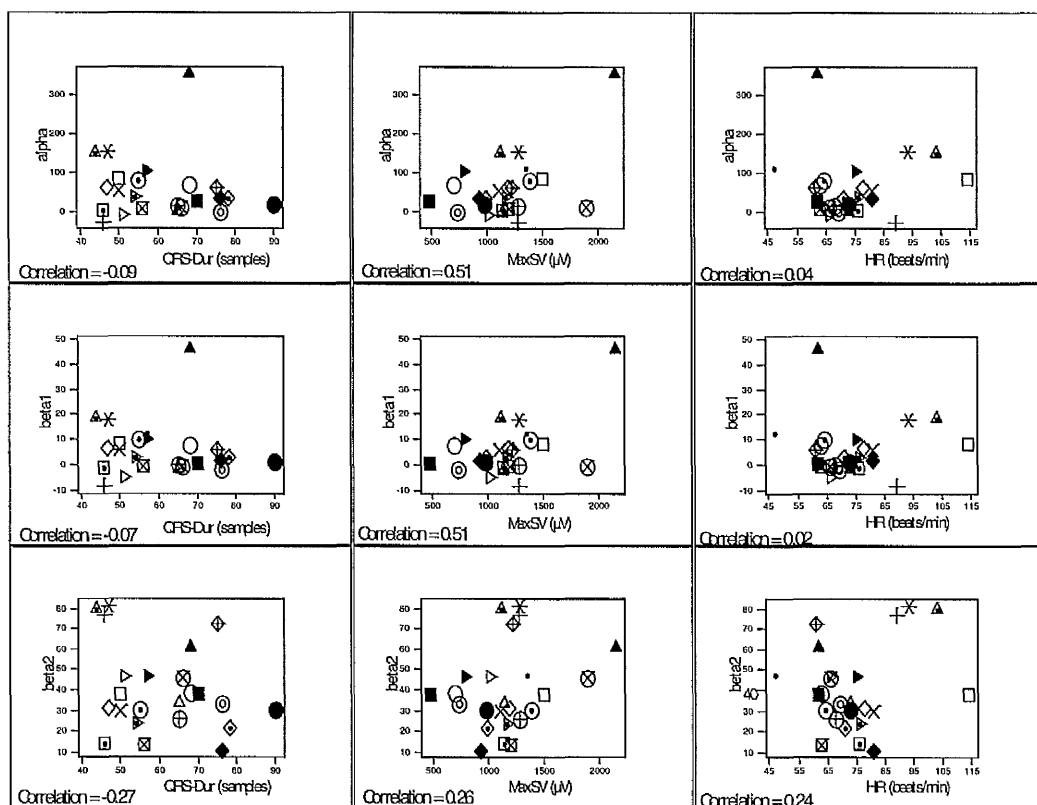 300
200
100
0
alpha
40 50 60 70 80 90
QRS-Dur (samples)
Correlation = -0.09
300
200
100
0
alpha
500 1000 1500 2000
MaxSV (µV)
Correlation = 0.51
300
200
100
0
alpha
45 55 65 75 85 95 105 115
HR (beats/min)
Correlation = 0.04
50
40
30
20
10
0
-10
beta1
40 50 60 70 80 90
QRS-Dur (samples)
Correlation = -0.07
50
40
30
20
10
0
-10
beta1
500 1000 1500 2000
MaxSV (µV)
Correlation = 0.51
50
40
30
20
10
0
-10
beta1
45 55 65 75 85 95 105 115
HR (beats/min)
Correlation = 0.02
80
70
60
50
40
30
20
10
beta2
40 50 60 70 80 90
QRS-Dur (samples)
Correlation = -0.27
80
70
60
50
40
30
20
10
beta2
500 1000 1500 2000
MaxSV (µV)
Correlation = 0.26
80
70
60
50
40
30
20
10
beta2
45 55 65 75 85 95 105 115
HR (beats/min)
Correlation = 0.24